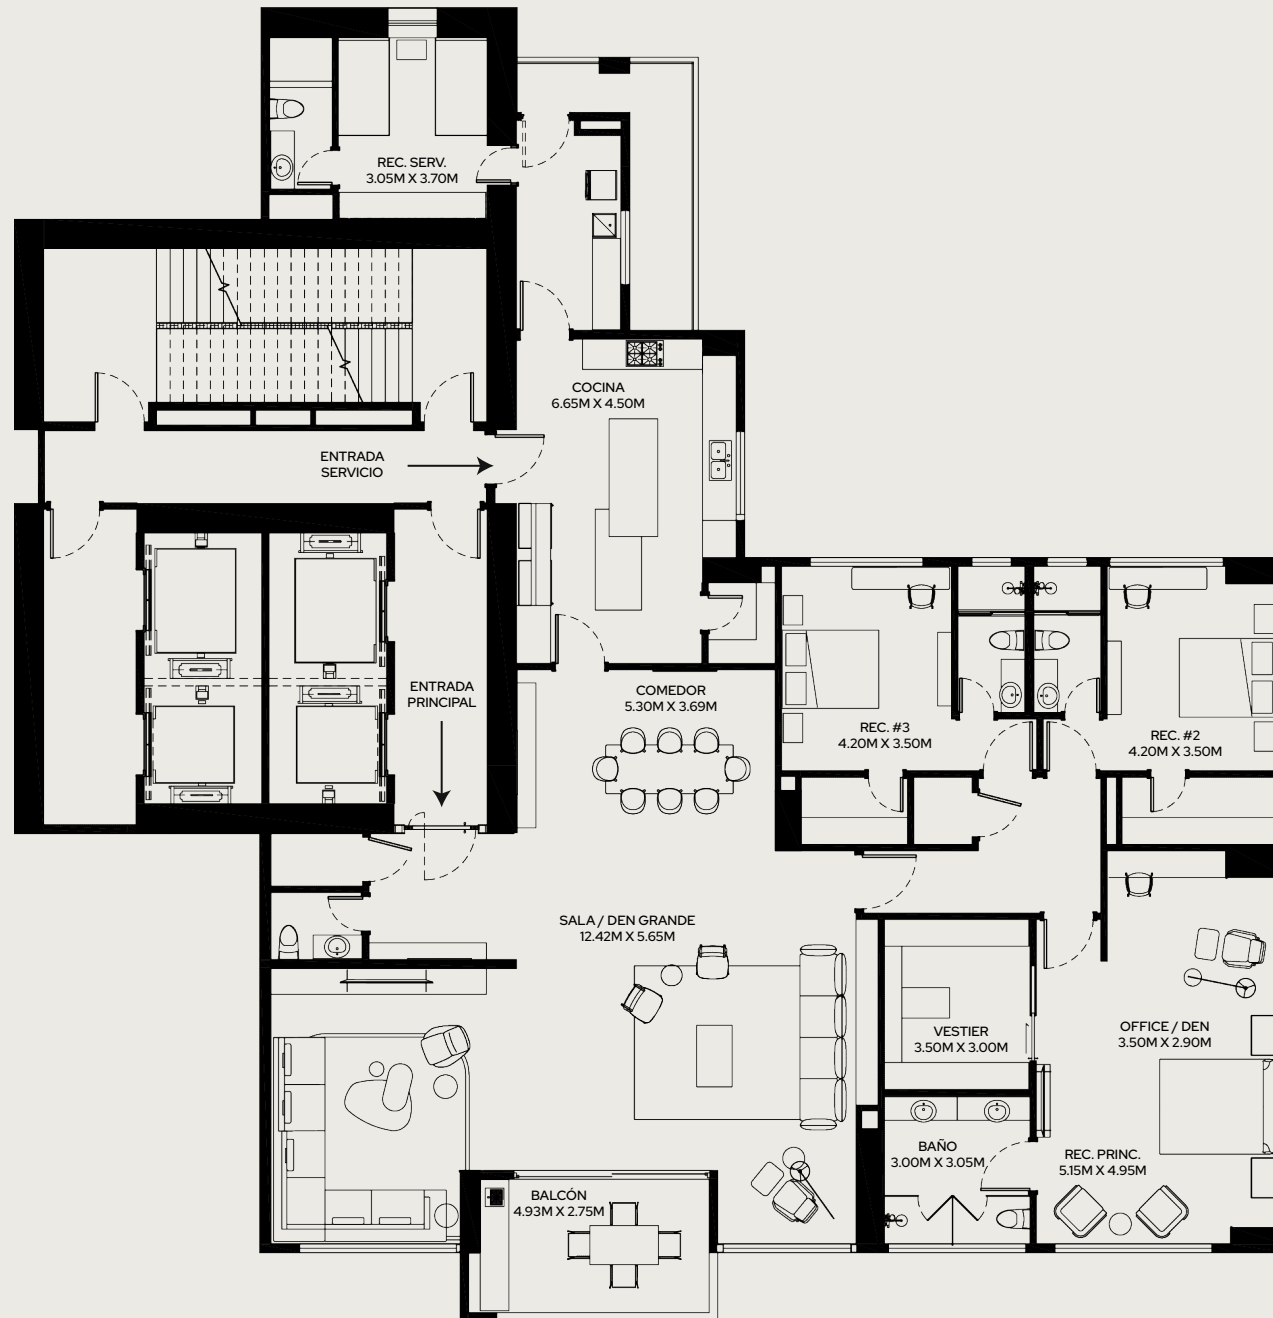 REC. SERV.
3.05M X 3.70M
COCINA
6.65M X 4.50M
ENTRADA
SERVICIO
ENTRADA
PRINCIPAL
COMEDOR
5.30M X 3.69M
REC. #3
4.20M X 3.50M
REC. #2
4.20M X 3.50M
SALA / DEN GRANDE
12.42M X 5.65M
VESTIER
3.50M X 3.00M
OFFICE / DEN
3.50M X 2.90M
BAÑO
3.00M X 3.05M
REC. PRINC.
5.15M X 4.95M
BALCÓN
4.93M X 2.75M